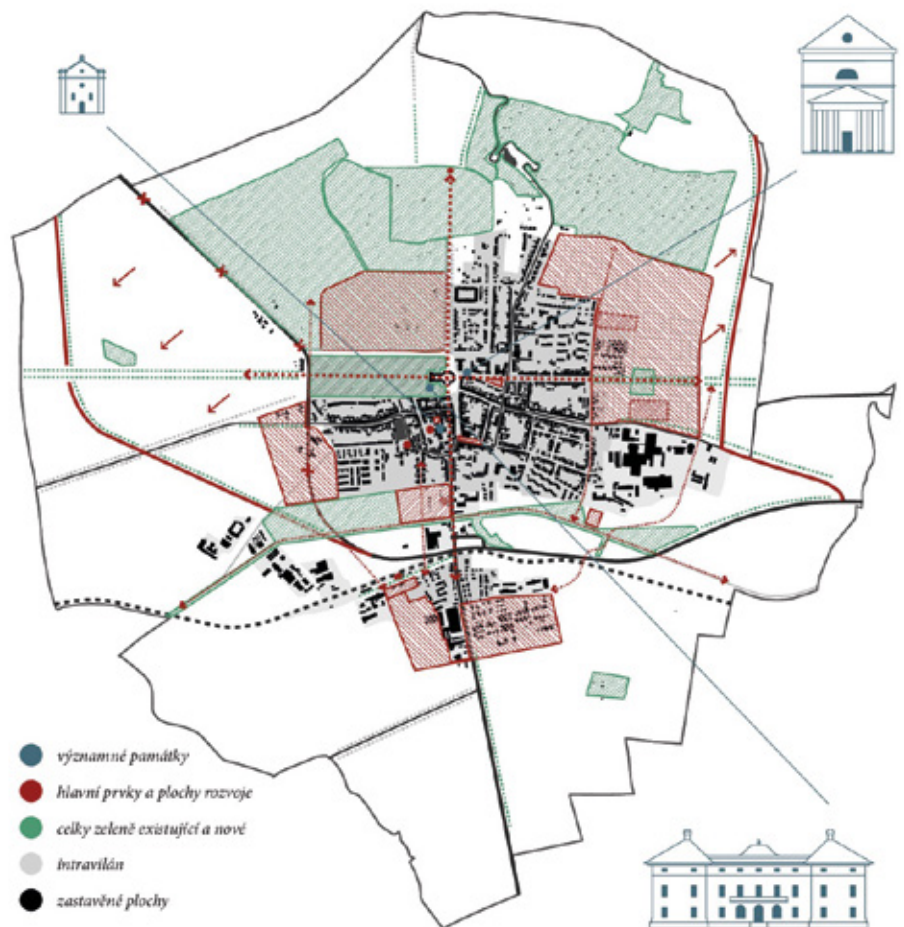 významné památky
hlavní prvky a plochy rozvoje
celky zeleně existující a nové
intravilán
zastavěné plochy